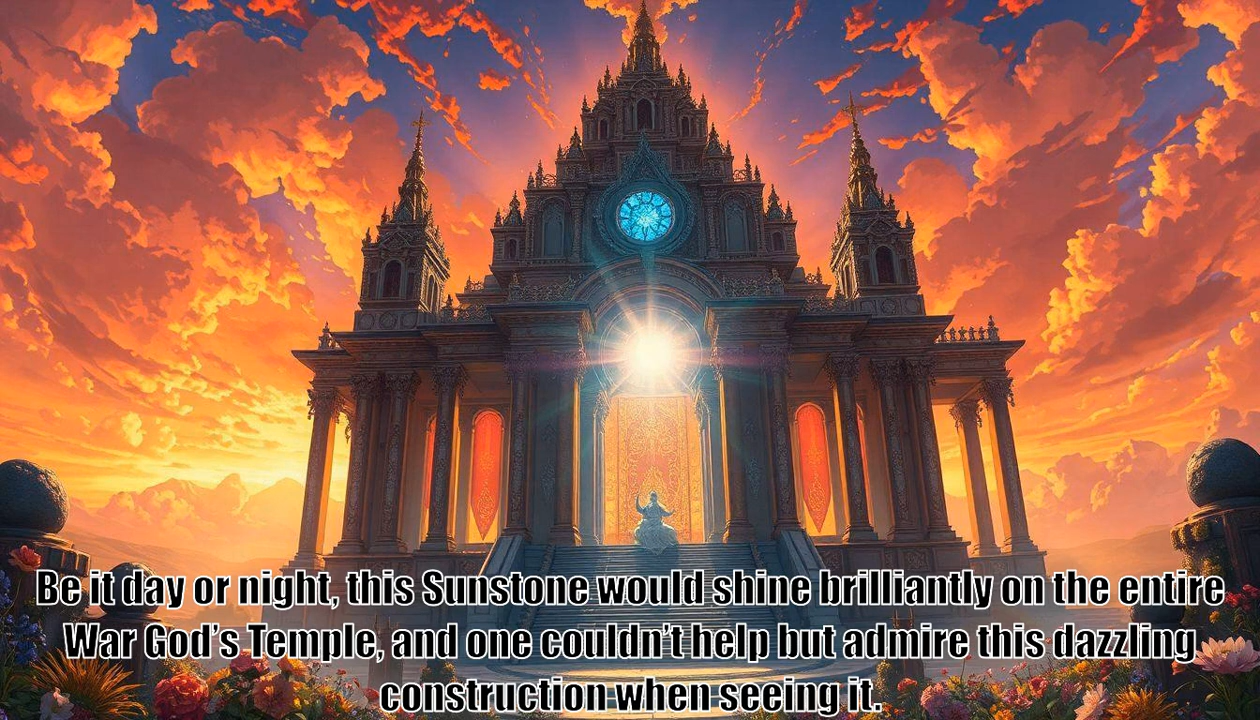 Be it day or night, this Sunstone would shine brilliantly on the entire
War God’s Temple, and one couldn’t help but admire this dazzling
construction when seeing it.